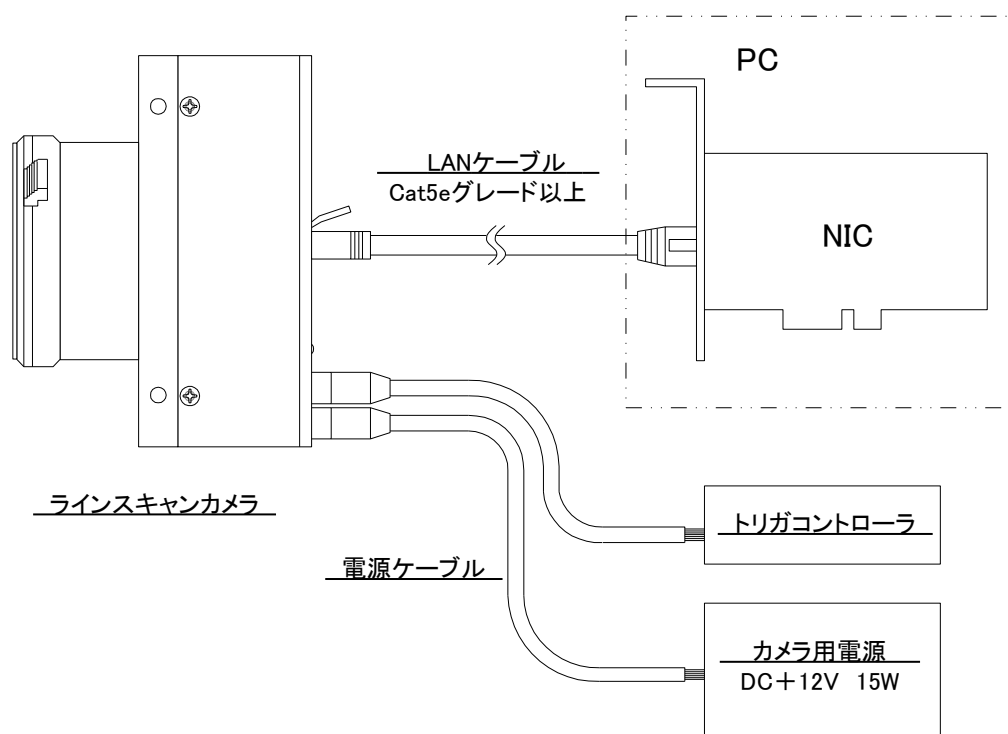 PC
LANケーブル
Cat5eグレード以上
NIC
ラインスキャンカメラ
トリガコントローラ
電源ケーブル
カメラ用電源
DC+12V 15W